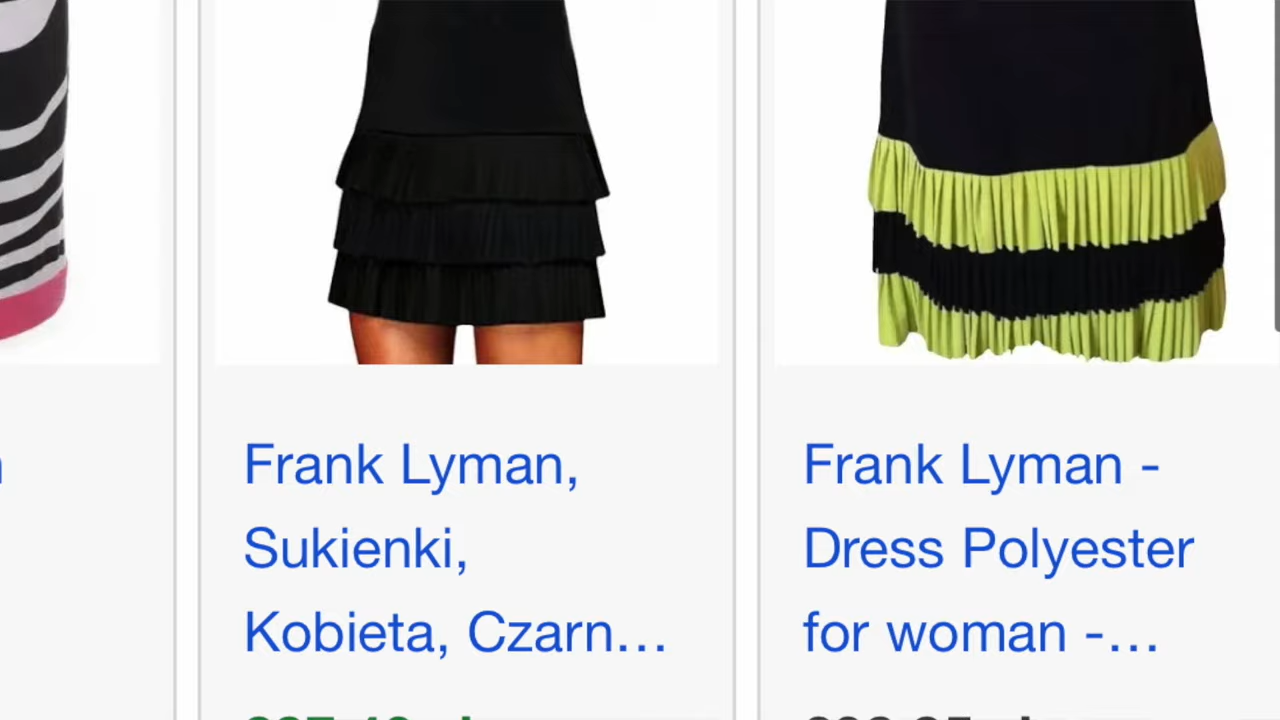 Frank Lyman,
Sukienki,
Kobieta, Czarn...
Frank Lyman -
Dress Polyester
for woman -...